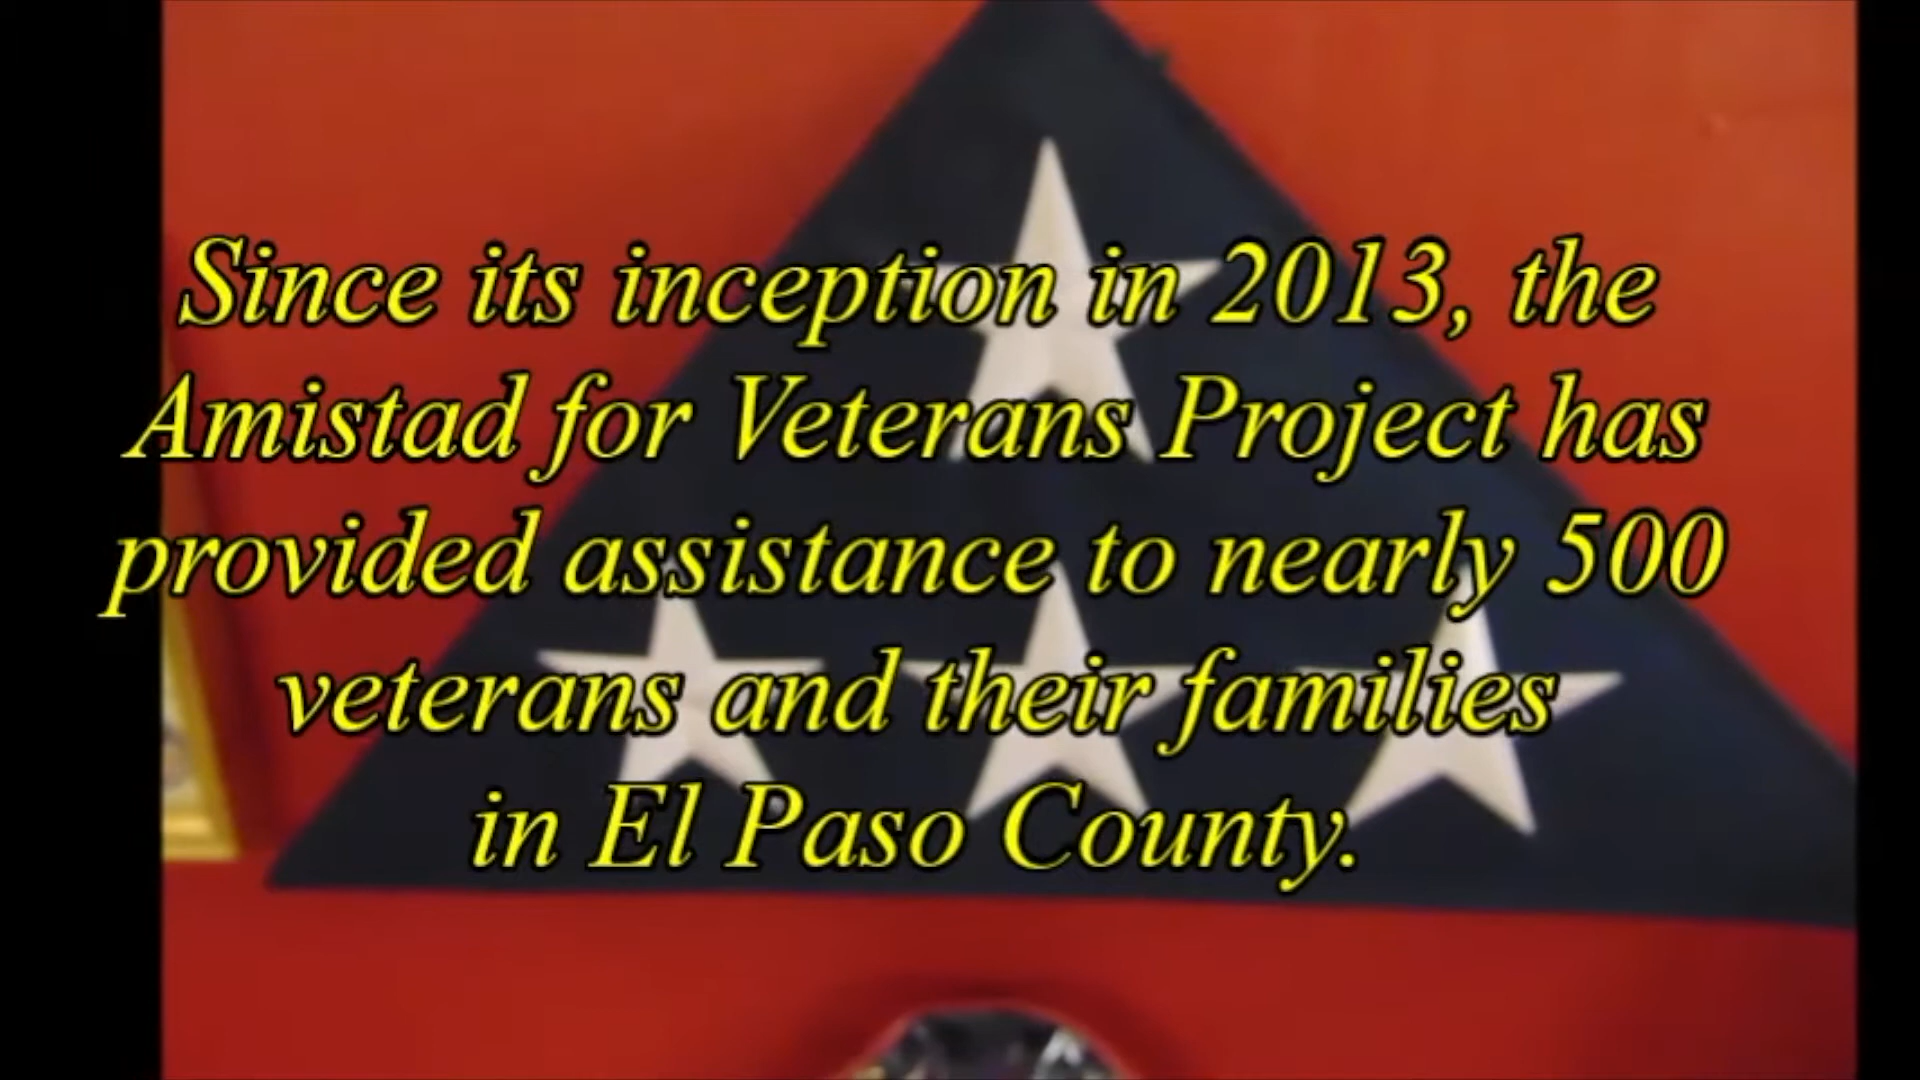 Since its inception in 2013, the
Amistad for Veterans Project has
provided assistance to nearly 500
veterans and their families
in El Paso County.